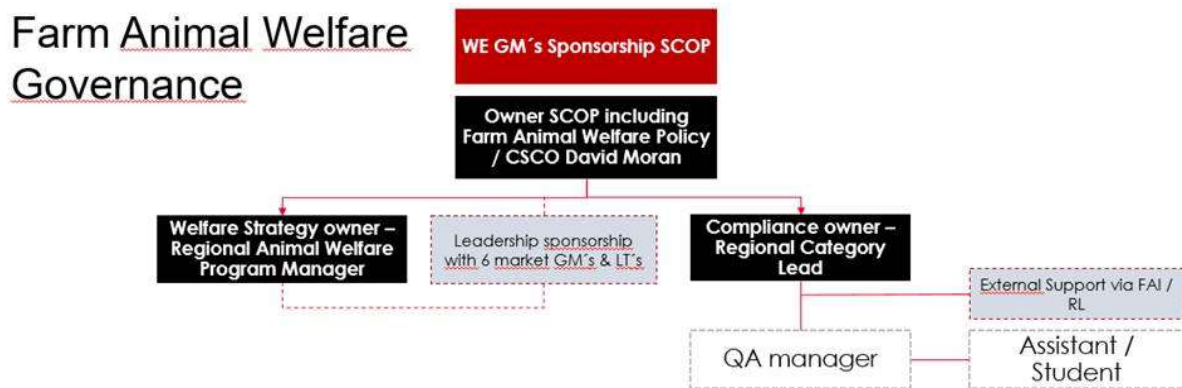 Farm Animal Welfare
Governance
WE GM´s Sponsorship SCOP
Owner SCOP including
Farm Animal Welfare Policy
/ CSCO David Moran
Welfare Strategy owner –
Regional Animal Welfare
Program Manager
Leadership sponsorship
with 6 market GM´s & LT´s
Compliance owner –
Regional Category
Lead
External Support via FAI /
RL
QA manager
Assistant /
Student